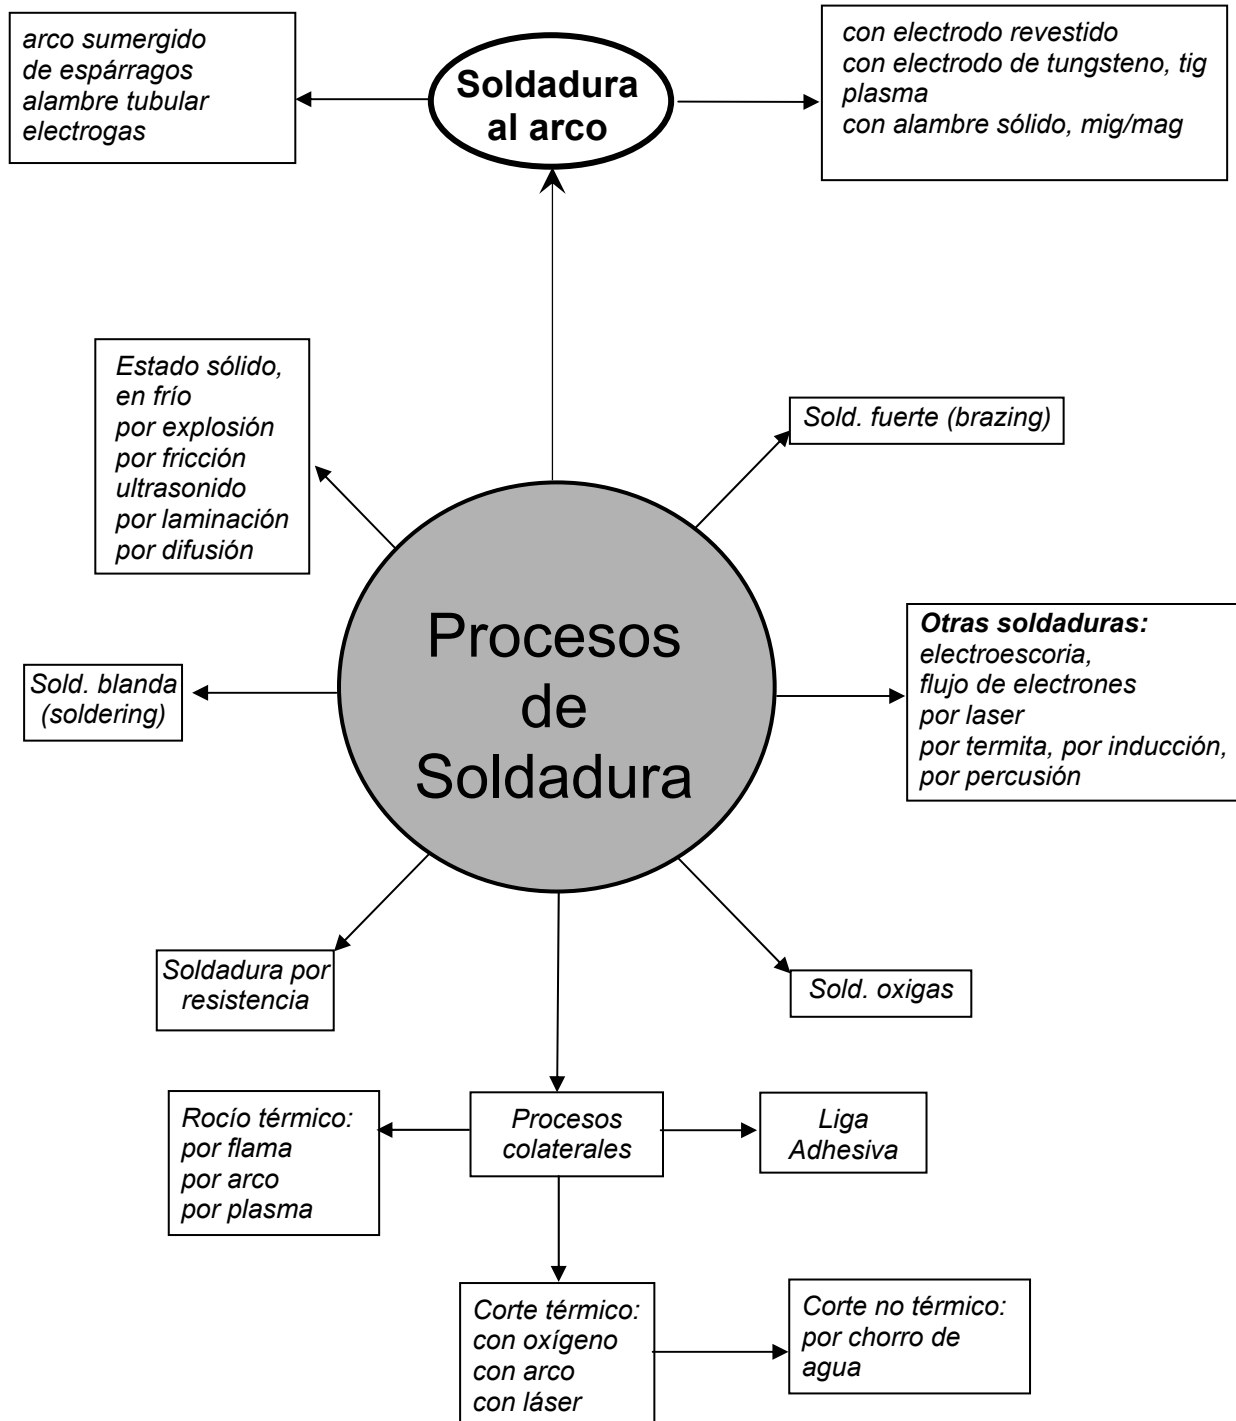 arco sumergido
de espárragos
alambre tubular
electrogas
Soldadura
al arco
con electrodo revestido
con electrodo de tungsteno, tig
plasma
con alambre sólido, mig/mag
Estado sólido,
en frío
por explosión
por fricción
ultrasonido
por laminación
por difusión
Sold. fuerte (brazing)
Procesos
de
Soldadura
Otras soldaduras:
electroescoria,
flujo de electrones
por laser
por termita, por inducción,
por percusión
Sold. blanda
(soldering)
Soldadura por
resistencia
Sold. oxigas
Rocío térmico:
por flama
por arco
por plasma
Procesos
colaterales
Liga
Adhesiva
Corte térmico:
con oxígeno
con arco
con láser
Corte no térmico:
por chorro de
agua